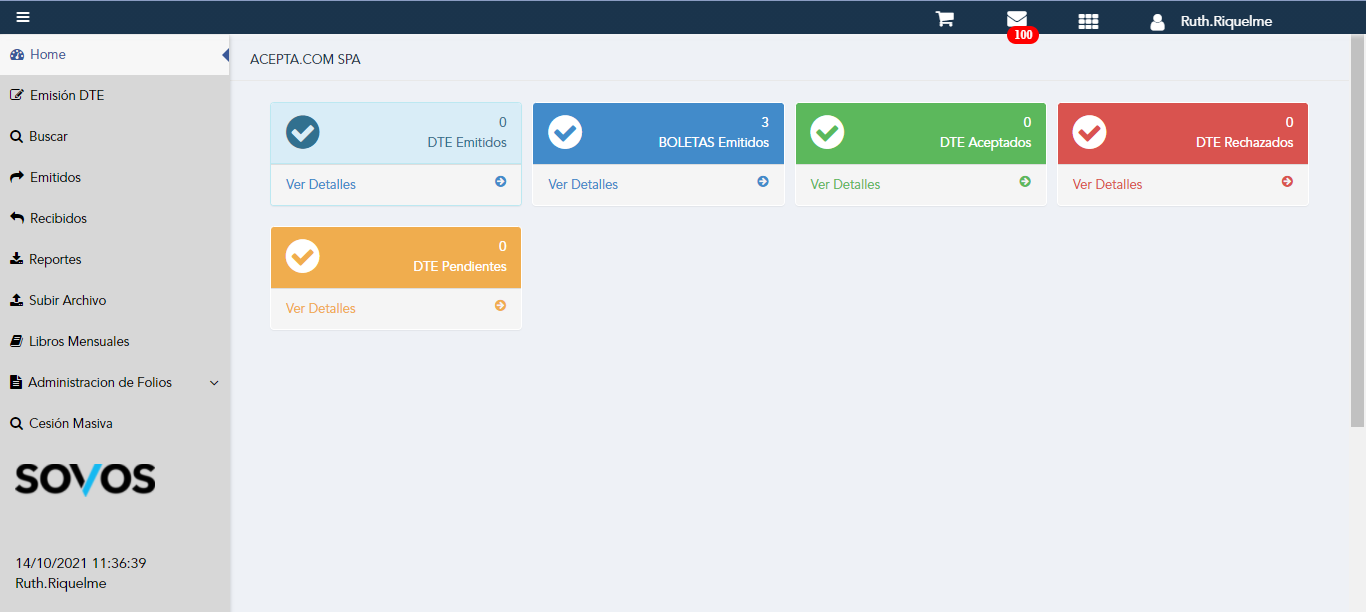 Ruth.Riquelme
100
Home
Emisión DTE
Buscar
Emitidos
Recibidos
Reportes
Subir Archivo
Libros Mensuales
Administracion de Folios
Cesión Masiva
SOVOS
14/10/2021 11:36:39
Ruth.Riquelme
ACEPTA.COM SPA
0
DTE Emitidos
Ver Detalles
3
BOLETAS Emitidos
Ver Detalles
0
DTE Aceptados
Ver Detalles
0
DTE Rechazados
Ver Detalles
0
DTE Pendientes
Ver Detalles